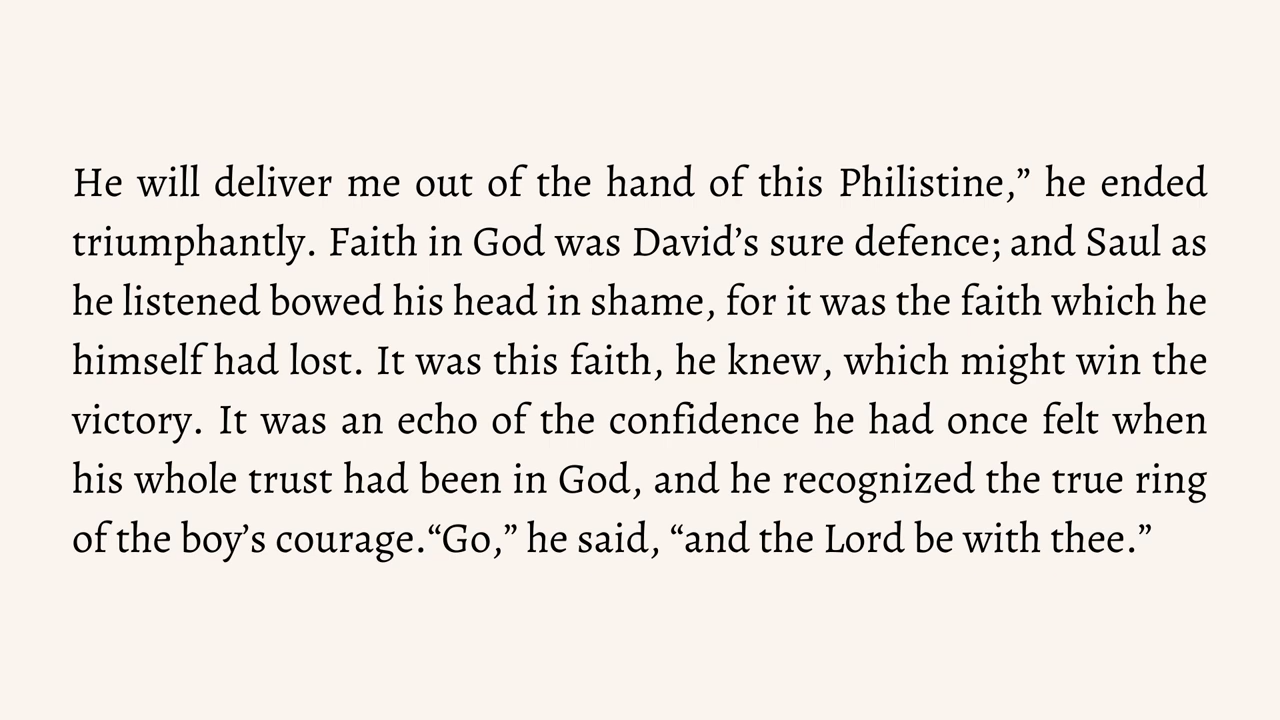 He will deliver me out of the hand of this Philistine,” he ended
triumphantly. Faith in God was David’s sure defence; and Saul as
he listened bowed his head in shame, for it was the faith which he
himself had lost. It was this faith, he knew, which might win the
victory. It was an echo of the confidence he had once felt when
his whole trust had been in God, and he recognized the true ring
of the boy’s courage.“Go,” he said, “and the Lord be with thee.”